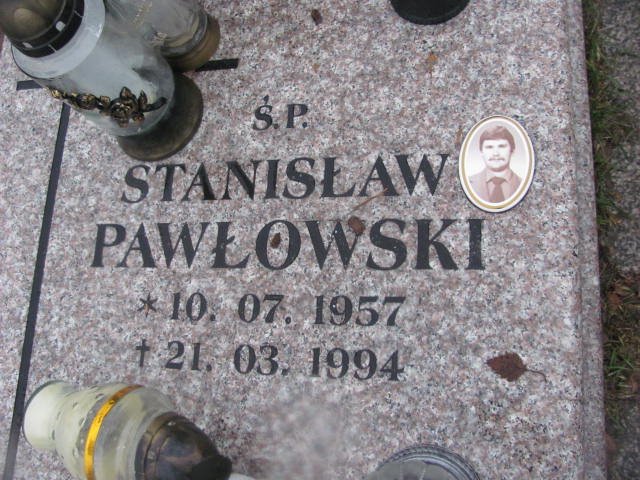 Ś.P.
STANISŁAW
PAWŁOWSKI
* 10. 07. 1957
† 21. 03. 1994